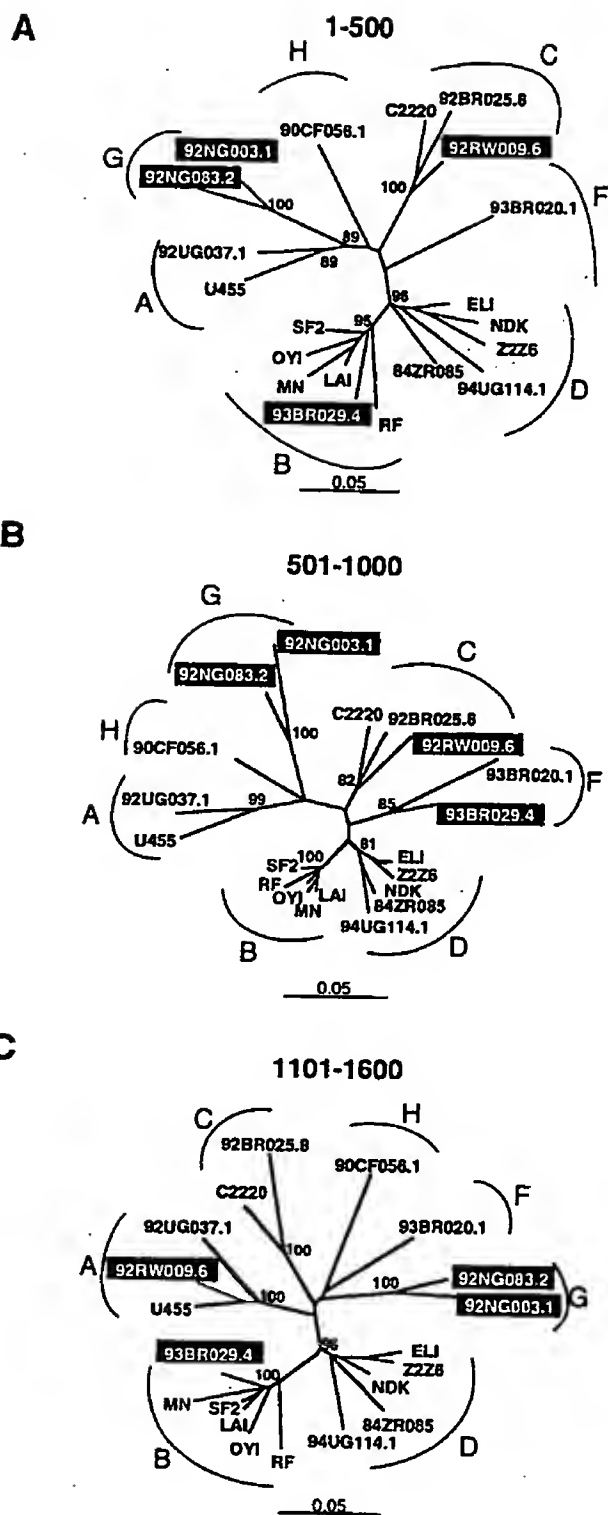 A
1-500
H
C
92BR025.8
C2220
90CF056.1
92NG003.1
92RW009.6
G
92NG083.2
100
100
F
93BR020.1
89
92UG037.1
89
U455
A
96
ELI
95
SF2
NDK
OYI
Z2Z6
LAI
84ZR085
MN
94UG114.1
D
93BR029.4
RF
B
0.05
B
501-1000
G
92NG003.1
C
92NG083.2
C2220
92BR025.8
H
100
92RW009.6
90CF056.1
93BR020.1
F
82
A
92UG037.1
99
85
93BR029.4
U455
81
100
ELI
SF2
Z2Z6
RF
LAI
NDK
OYI
84ZR085
MN
94UG114.1
B
D
0.05
C
1101-1600
C
H
92BR025.8
90CF056.1
C2220
F
92UG037.1
93BR020.1
100
A
92RW009.6
100
92NG083.2
G
100
92NG003.1
U455
93BR029.4
ELI
Z2Z6
100
NDK
MN
SF2
LAI
84ZR085
OYI
94UG114.1
RF
B
D
0.05